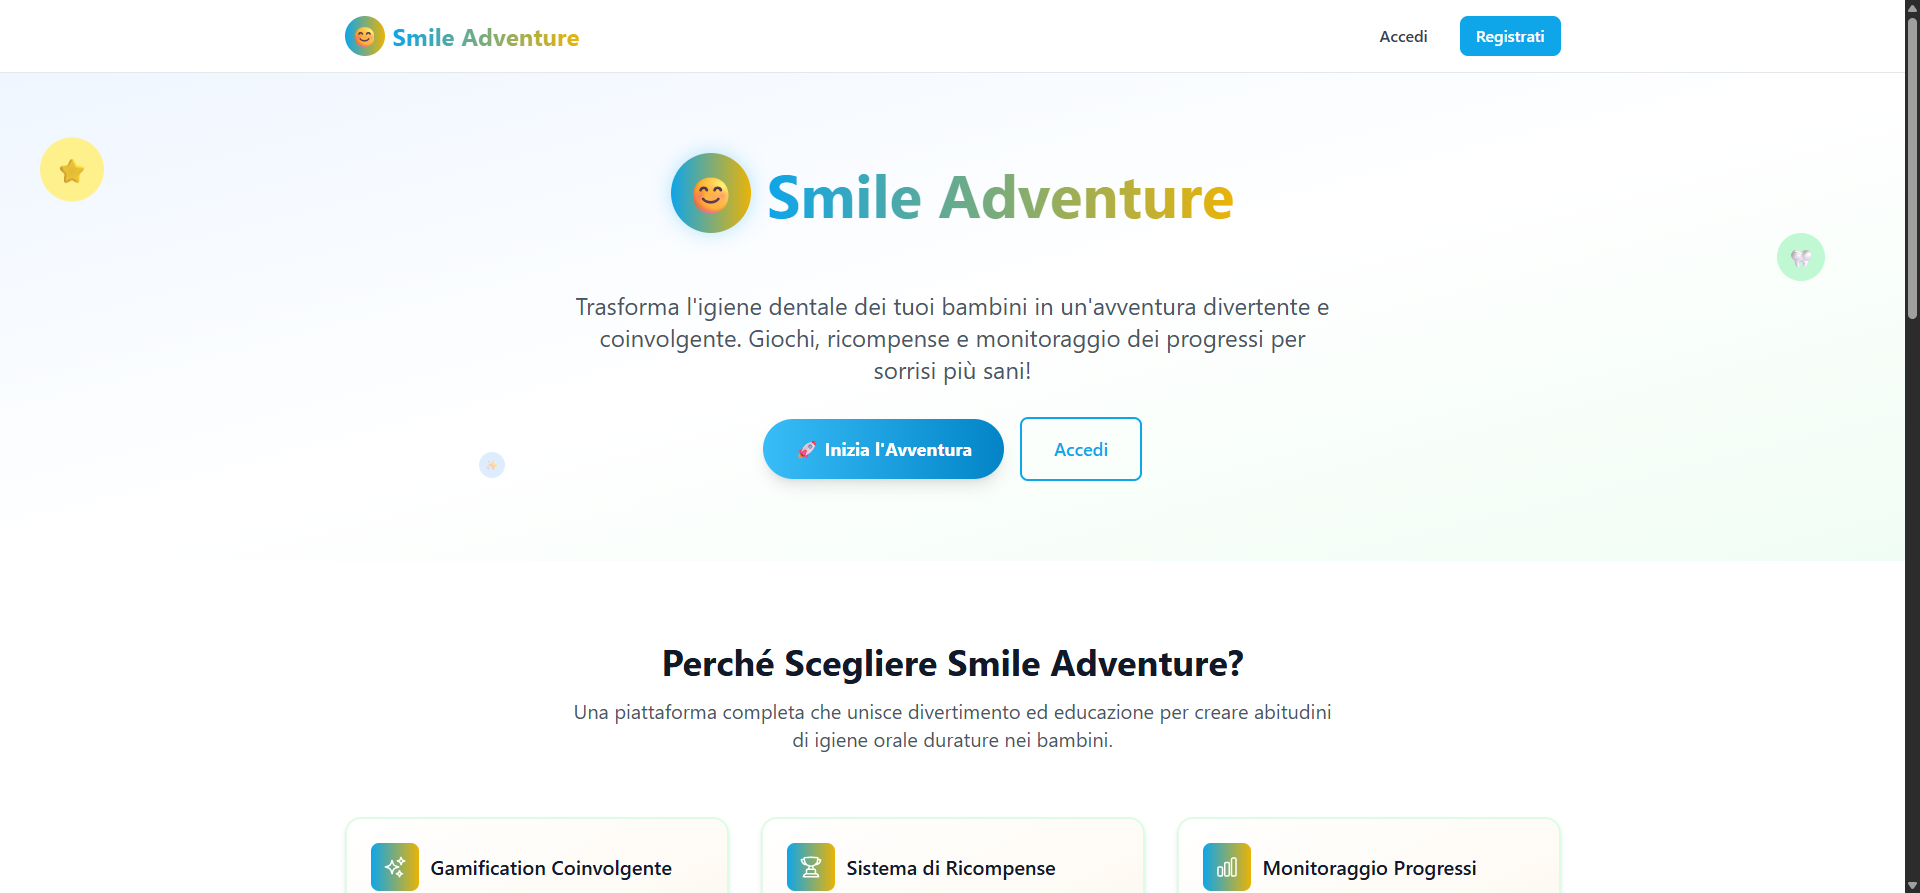 Smile Adventure
Accedi
Registrati
Smile Adventure
Trasforma l'igiene dentale dei tuoi bambini in un'avventura divertente e
coinvolgente. Giochi, ricompense e monitoraggio dei progressi per
sorrisi più sani!
🚀 Inizia l'Avventura
Accedi
Perché Scegliere Smile Adventure?
Una piattaforma completa che unisce divertimento ed educazione per creare abitudini
di igiene orale durature nei bambini.
Gamification Coinvolgente
Sistema di Ricompense
Monitoraggio Progressi